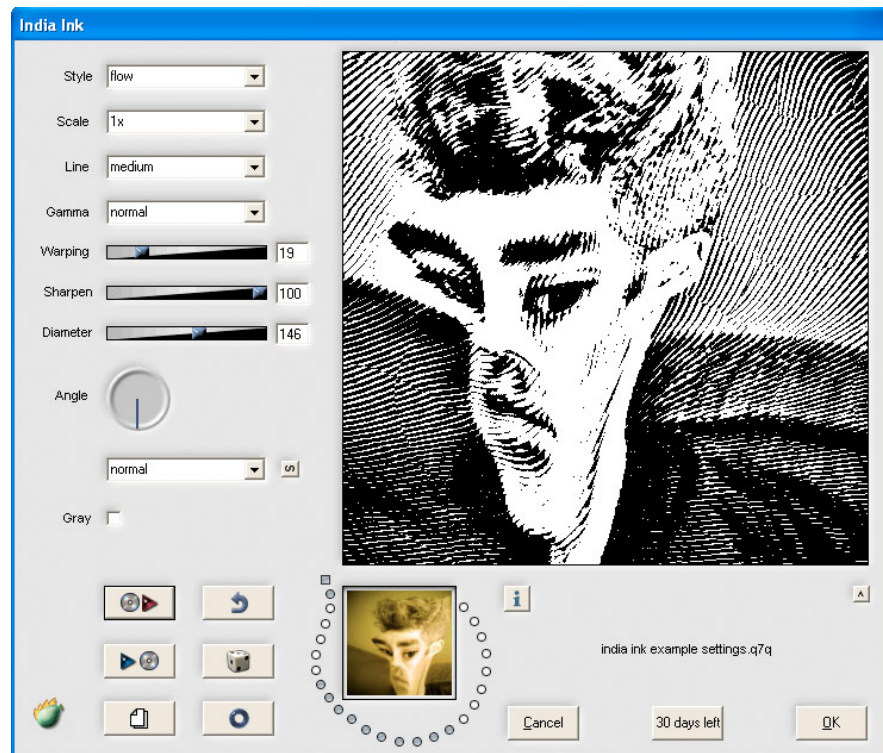 India Ink
Style flow
Scale 1x
Line medium
Gamma normal
Warping 19
Sharpen 100
Diameter 146
Angle
normal S
Gray
i
^
india ink example settings.q7q
Cancel 30 days left OK